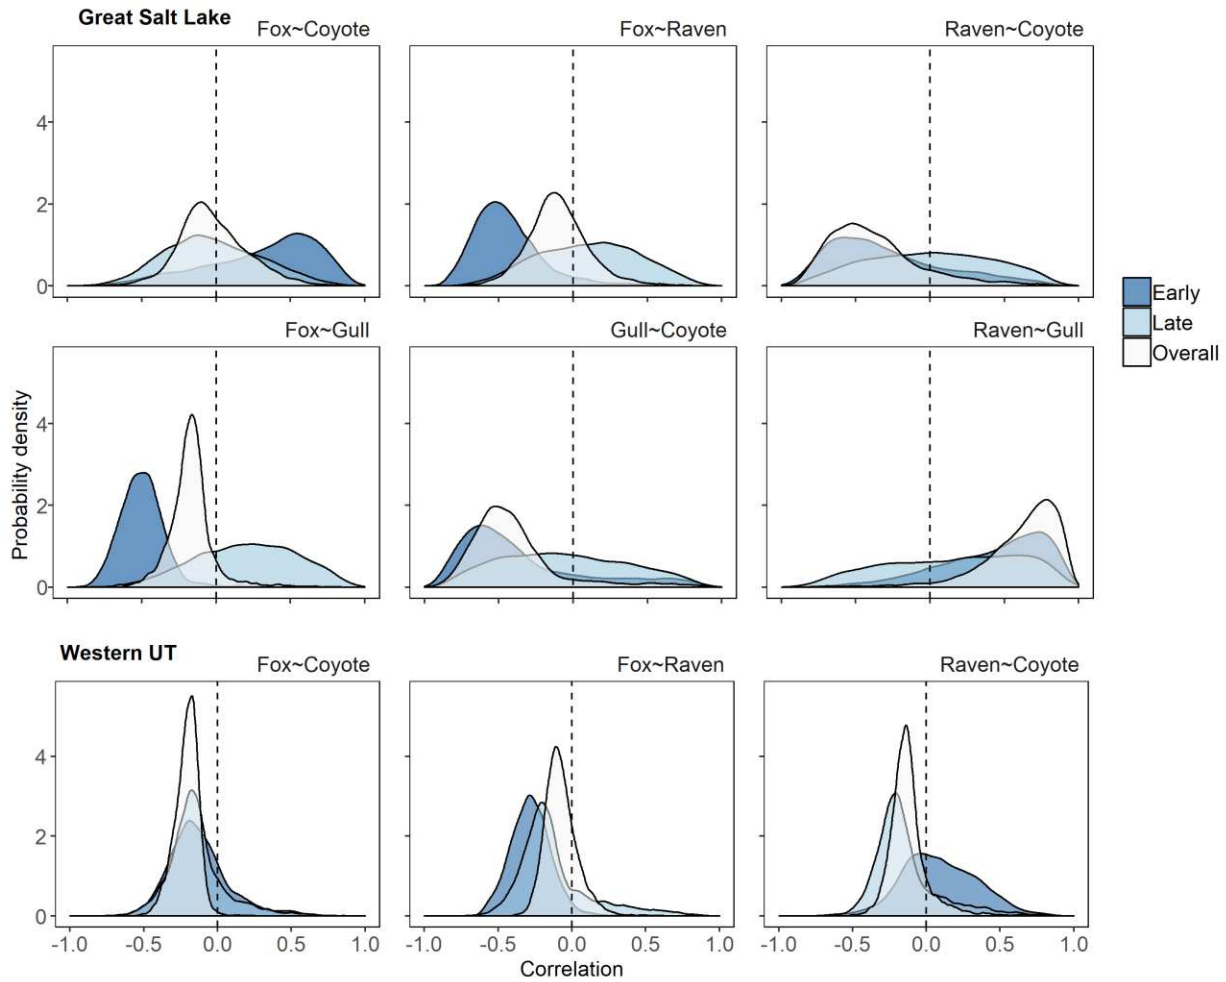 Great Salt Lake
Fox~Coyote
Fox~Raven
Raven~Coyote
4
2
0
Early
Late
Overall
Fox~Gull
Gull~Coyote
Raven~Gull
4
2
0
Probability density
Western UT
Fox~Coyote
Fox~Raven
Raven~Coyote
4
2
0
-1.0 -0.5 0.0 0.5 1.0
-1.0 -0.5 0.0 0.5 1.0
-1.0 -0.5 0.0 0.5 1.0
Correlation